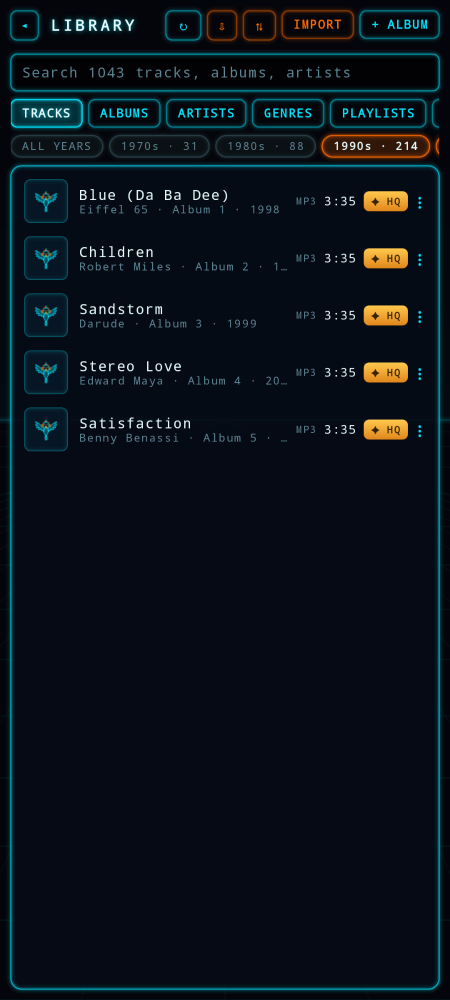 LIBRARY
IMPORT
+ ALBUM
Search 1043 tracks, albums, artists
TRACKS ALBUMS ARTISTS GENRES PLAYLISTS
ALL YEARS 1970s · 31 1980s · 88 1990s · 214
Blue (Da Ba Dee)
Eiffel 65 · Album 1 · 1998
MP3 3:35 HQ
Children
Robert Miles · Album 2 · 1…
MP3 3:35 HQ
Sandstorm
Darude · Album 3 · 1999
MP3 3:35 HQ
Stereo Love
Edward Maya · Album 4 · 20…
MP3 3:35 HQ
Satisfaction
Benny Benassi · Album 5 · …
MP3 3:35 HQ